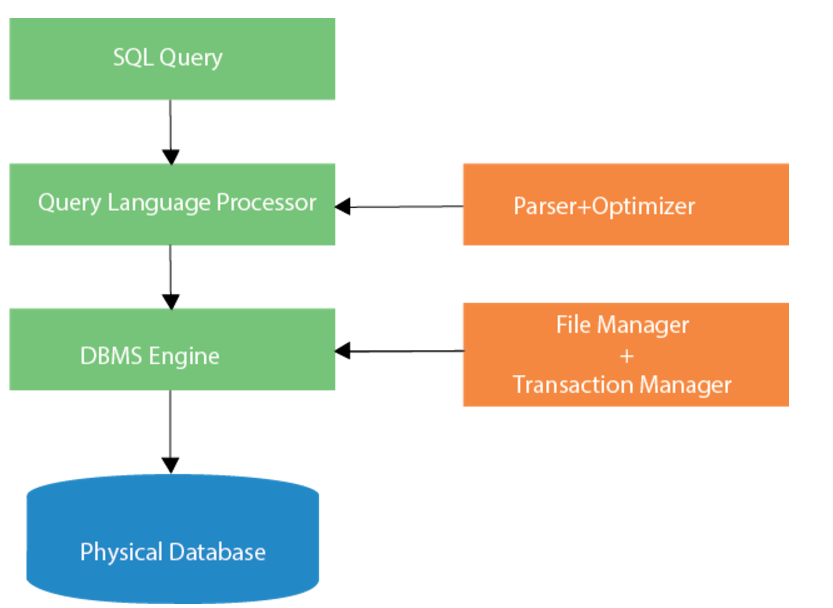 SQL Query
Query Language Processor
Parser+Optimizer
DBMS Engine
File Manager
+
Transaction Manager
Physical Database